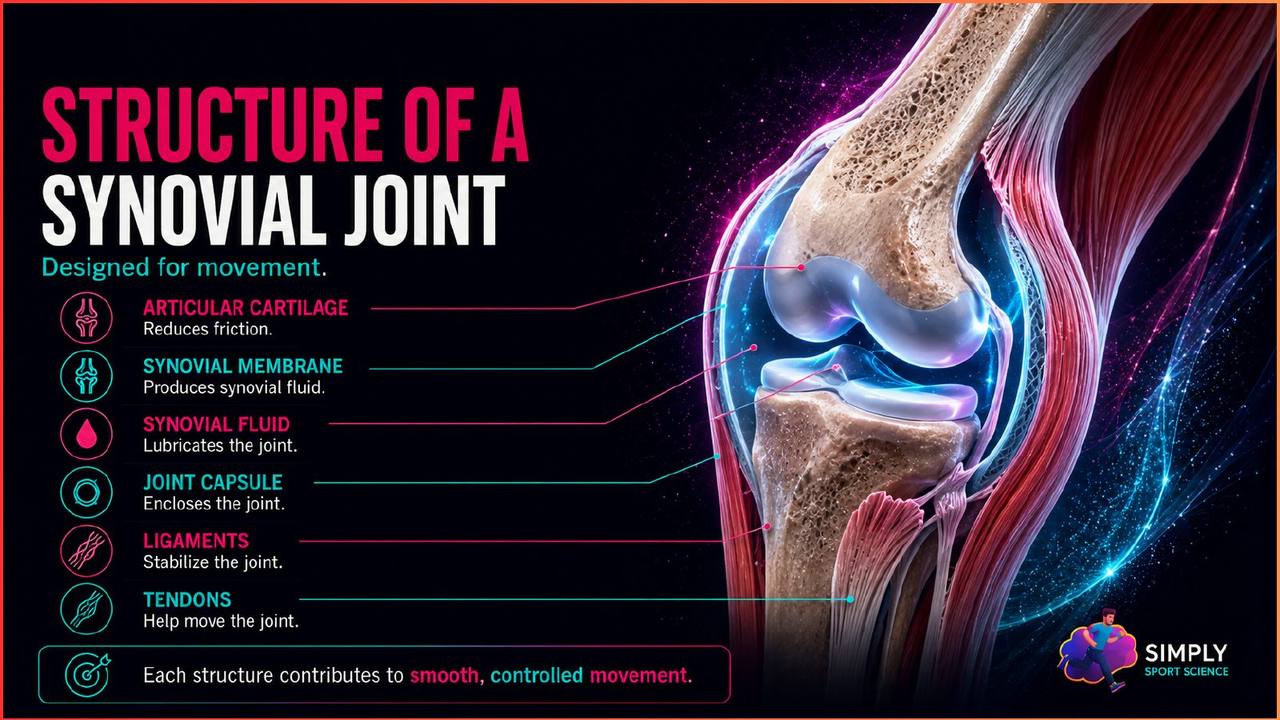 STRUCTURE OF A
SYNOVIAL JOINT
Designed for movement.
ARTICULAR CARTILAGE
Reduces friction.
SYNOVIAL MEMBRANE
Produces synovial fluid.
SYNOVIAL FLUID
Lubricates the joint.
JOINT CAPSULE
Encloses the joint.
LIGAMENTS
Stabilize the joint.
TENDONS
Help move the joint.
Each structure contributes to smooth, controlled movement.
SIMPLY
SPORT SCIENCE